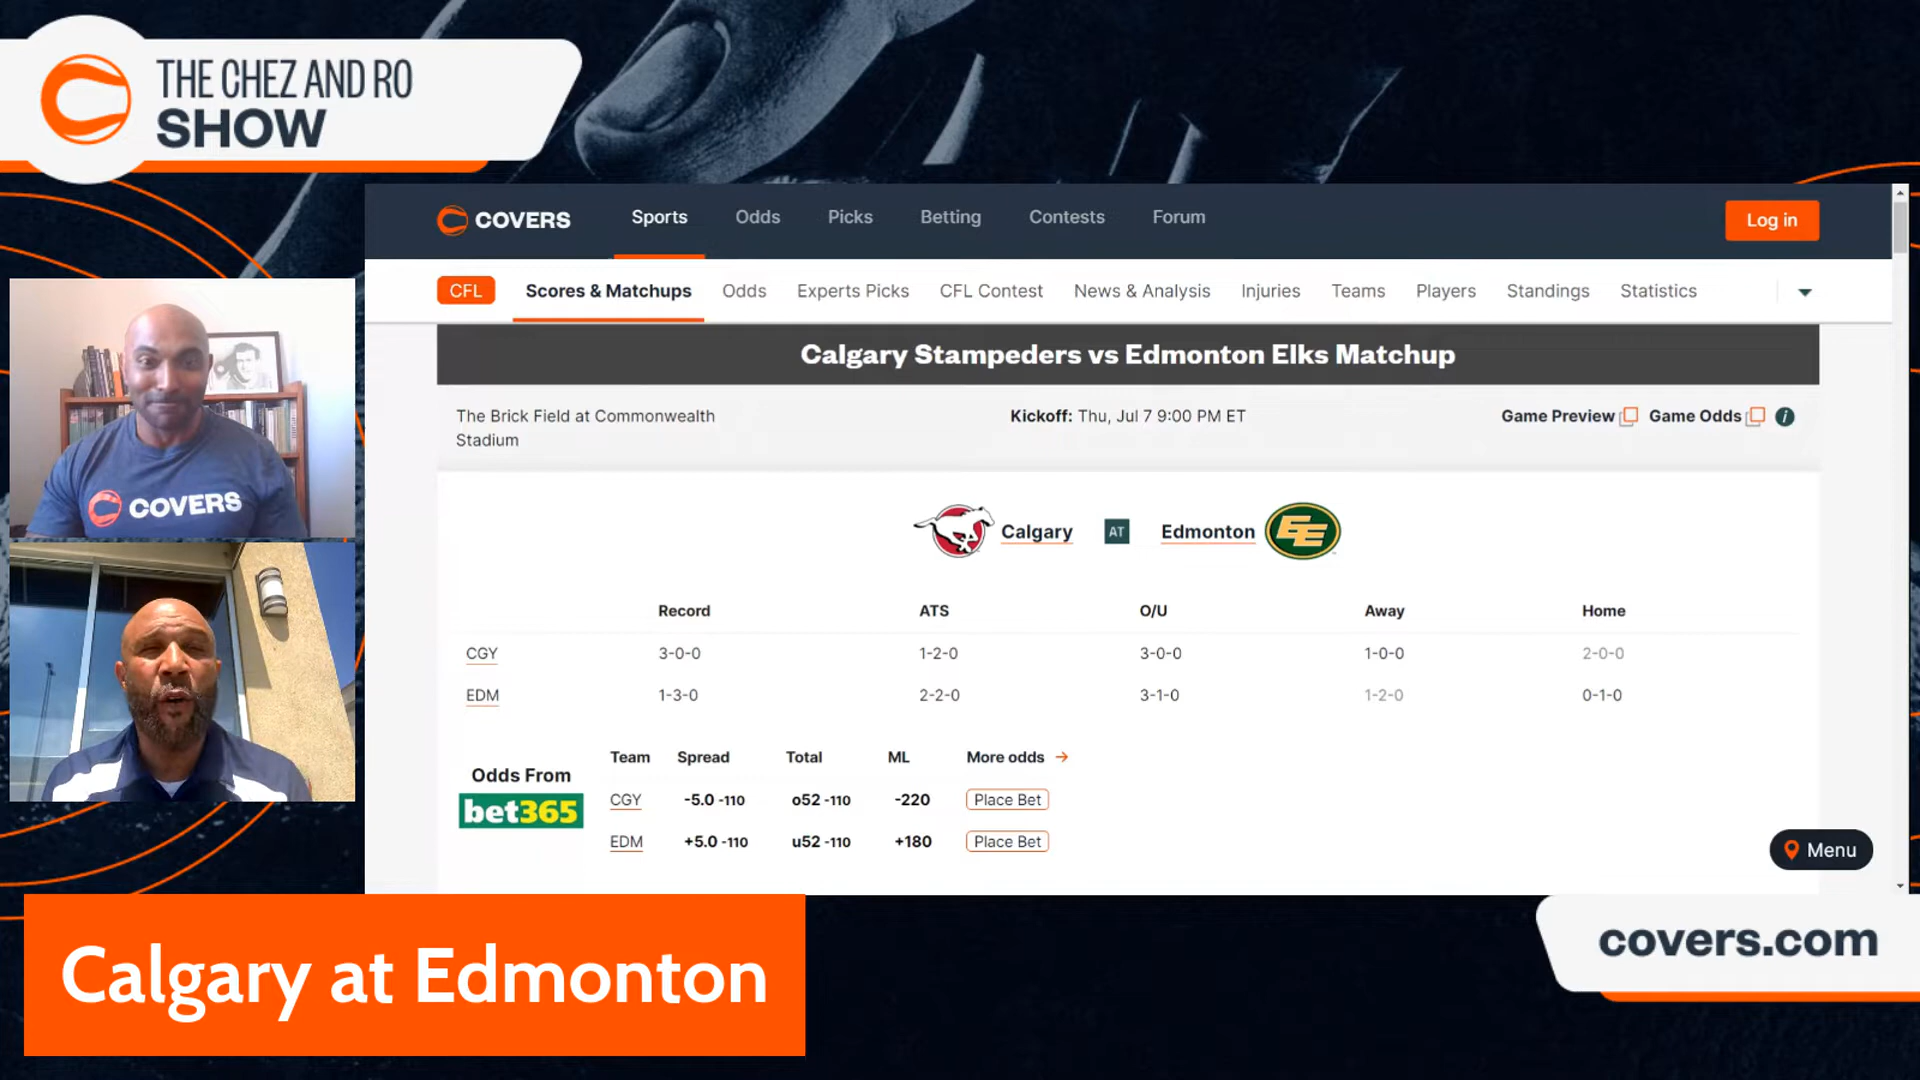 THE CHEZ AND RO
SHOW
COVERS
Sports
Odds
Picks
Betting
Contests
Forum
Log in
CFL
Scores & Matchups
Odds
Experts Picks
CFL Contest
News & Analysis
Injuries
Teams
Players
Standings
Statistics
Calgary Stampeders vs Edmonton Elks Matchup
The Brick Field at Commonwealth
Stadium
Kickoff: Thu, Jul 7 9:00 PM ET
Game Preview
Game Odds
i
Calgary
AT
Edmonton
EE
Record ATS O/U Away Home
CGY 3-0-0 1-2-0 3-0-0 1-0-0 2-0-0
EDM 1-3-0 2-2-0 3-1-0 1-2-0 0-1-0
Odds From
bet365
Team Spread Total ML More odds
CGY -5.0 -110 o52 -110 -220 Place Bet
EDM +5.0 -110 u52 -110 +180 Place Bet
Menu
COVERS
Calgary at Edmonton
covers.com